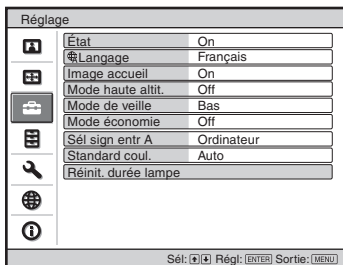 Réglage
État On
Langage Français
Image accueil On
Mode haute altit. Off
Mode de veille Bas
Mode économie Off
Sél sign entr A Ordinateur
Standard coul. Auto
Réinit. durée lampe
Sél: Régl: ENTER Sortie: MENU